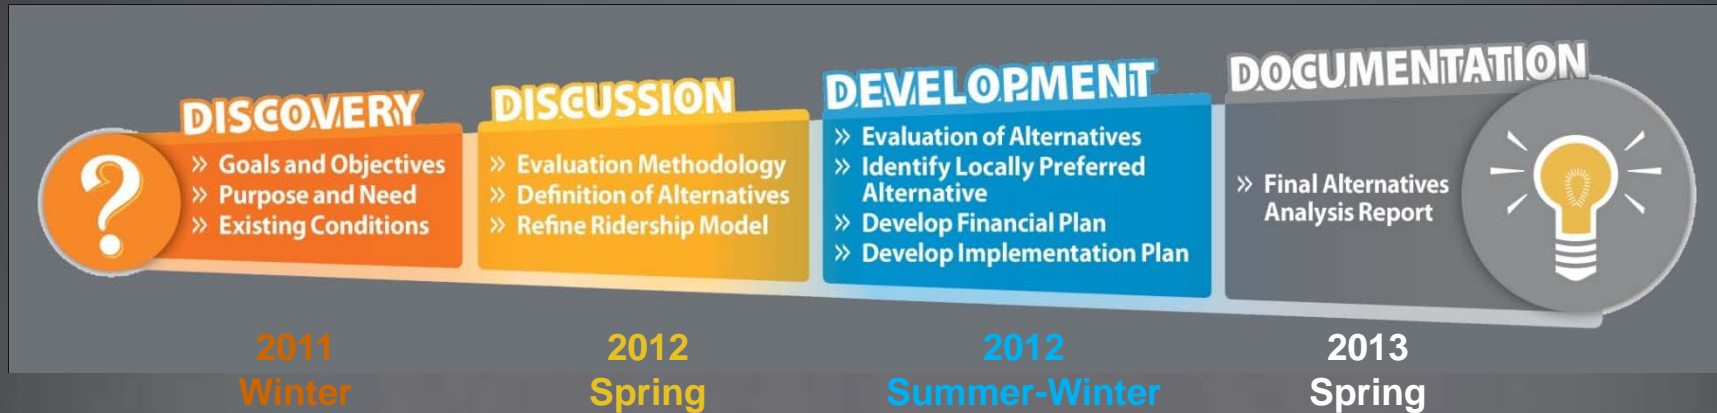 DISCOVERY
» Goals and Objectives
» Purpose and Need
» Existing Conditions
DISCUSSION
» Evaluation Methodology
» Definition of Alternatives
» Refine Ridership Model
DEVELOPMENT
» Evaluation of Alternatives
» Identify Locally Preferred
Alternative
» Develop Financial Plan
» Develop Implementation Plan
DOCUMENTATION
» Final Alternatives
Analysis Report
?
2011
Winter
2012
Spring
2012
Summer-Winter
2013
Spring